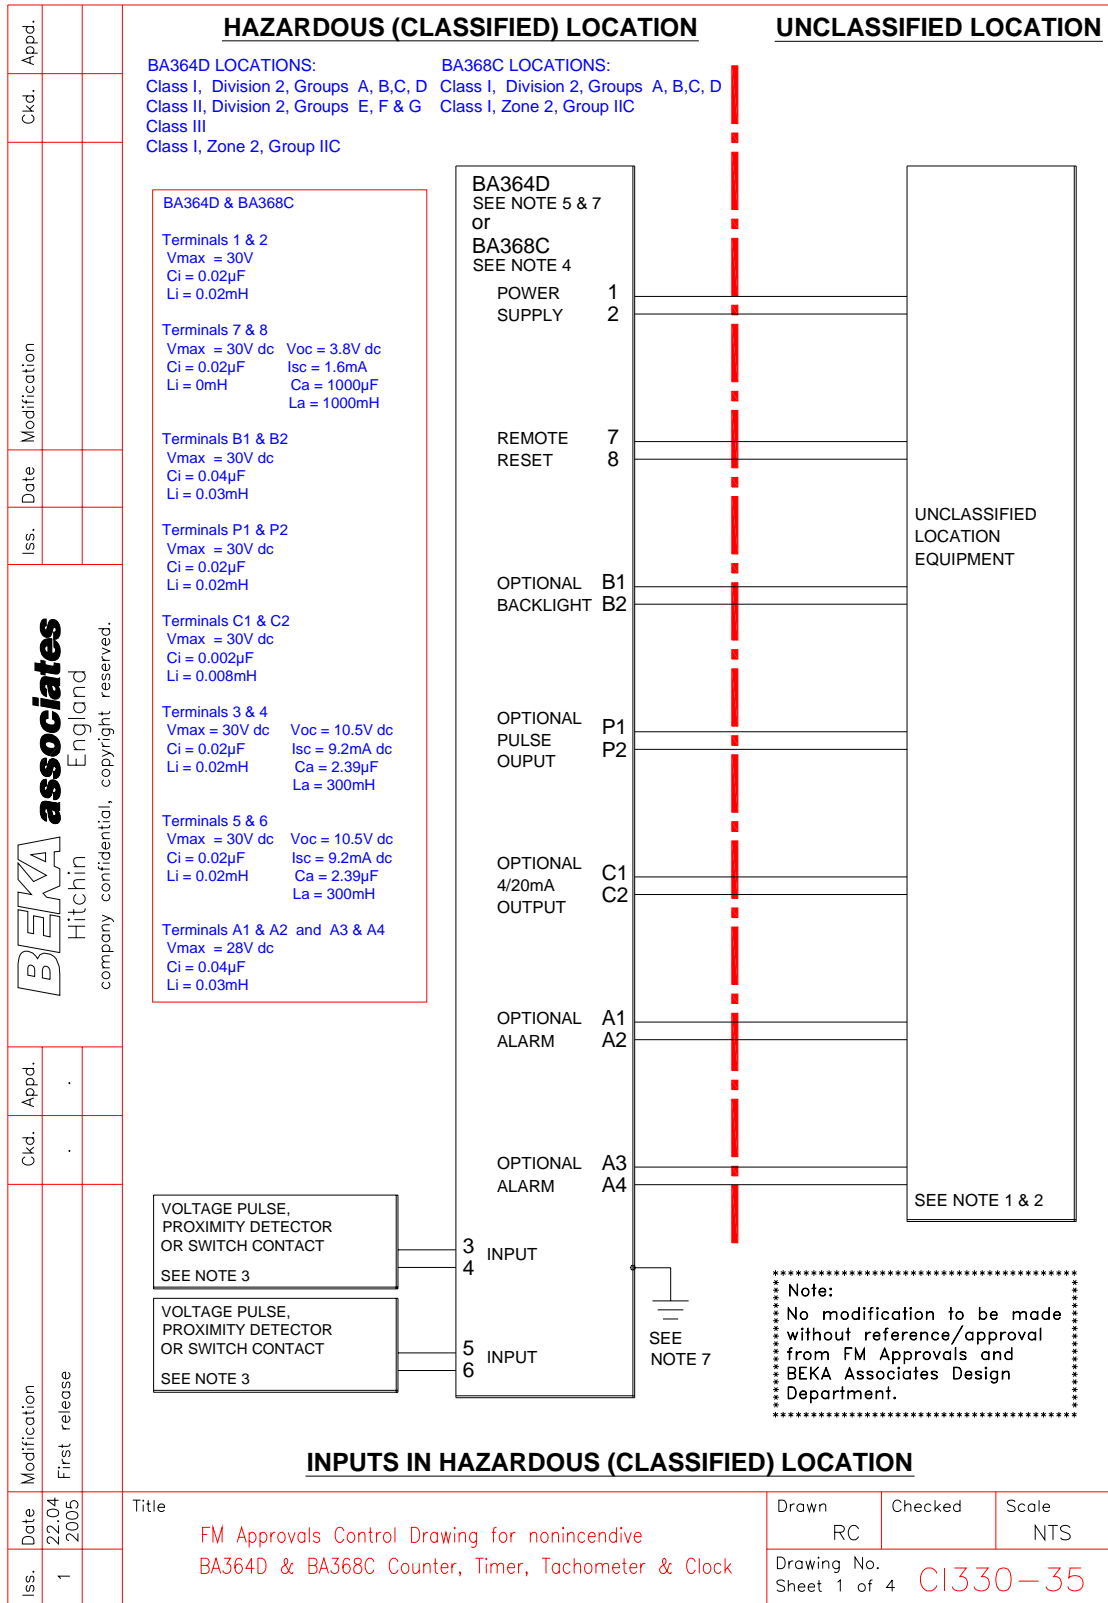 HAZARDOUS (CLASSIFIED) LOCATION
UNCLASSIFIED LOCATION
BA364D LOCATIONS:
Class I, Division 2, Groups A, B,C, D
Class II, Division 2, Groups E, F & G
Class III
Class I, Zone 2, Group IIC
BA368C LOCATIONS:
Class I, Division 2, Groups A, B,C, D
Class I, Zone 2, Group IIC
BA364D & BA368C
Terminals 1 & 2
Vmax = 30V
Ci = 0.02µF
Li = 0.02mH
Terminals 7 & 8
Vmax = 30V dc Voc = 3.8V dc
Ci = 0.02µF Isc = 1.6mA
Li = 0mH Ca = 1000µF
La = 1000mH
Terminals B1 & B2
Vmax = 30V dc
Ci = 0.04µF
Li = 0.03mH
Terminals P1 & P2
Vmax = 30V dc
Ci = 0.02µF
Li = 0.02mH
Terminals C1 & C2
Vmax = 30V dc
Ci = 0.002µF
Li = 0.008mH
Terminals 3 & 4
Vmax = 30V dc Voc = 10.5V dc
Ci = 0.02µF Isc = 9.2mA dc
Li = 0.02mH Ca = 2.39µF
La = 300mH
Terminals 5 & 6
Vmax = 30V dc Voc = 10.5V dc
Ci = 0.02µF Isc = 9.2mA dc
Li = 0.02mH Ca = 2.39µF
La = 300mH
Terminals A1 & A2 and A3 & A4
Vmax = 28V dc
Ci = 0.04µF
Li = 0.03mH
BA364D
SEE NOTE 5 & 7
or
BA368C
SEE NOTE 4
POWER 1
SUPPLY 2
REMOTE 7
RESET 8
OPTIONAL B1
BACKLIGHT B2
OPTIONAL
PULSE P1
OUPUT P2
OPTIONAL
4/20mA C1
OUTPUT C2
OPTIONAL A1
ALARM A2
OPTIONAL A3
ALARM A4
UNCLASSIFIED
LOCATION
EQUIPMENT
SEE NOTE 1 & 2
VOLTAGE PULSE,
PROXIMITY DETECTOR
OR SWITCH CONTACT
SEE NOTE 3
3 INPUT
4
VOLTAGE PULSE,
PROXIMITY DETECTOR
OR SWITCH CONTACT
SEE NOTE 3
5 INPUT
6
SEE
NOTE 7
Note:
No modification to be made
without reference/approval
from FM Approvals and
BEKA Associates Design
Department.
INPUTS IN HAZARDOUS (CLASSIFIED) LOCATION
Title
FM Approvals Control Drawing for nonincendive
BA364D & BA368C Counter, Timer, Tachometer & Clock
Drawn
RC
Checked
Scale
NTS
Drawing No.
Sheet 1 of 4
CI330-35
Iss. Date Modification Ckd. Appd.
BEKA associates
Hitchin England
company confidential, copyright reserved.
Iss. Date Modification Ckd. Appd.
1 22.04 2005 First release . .